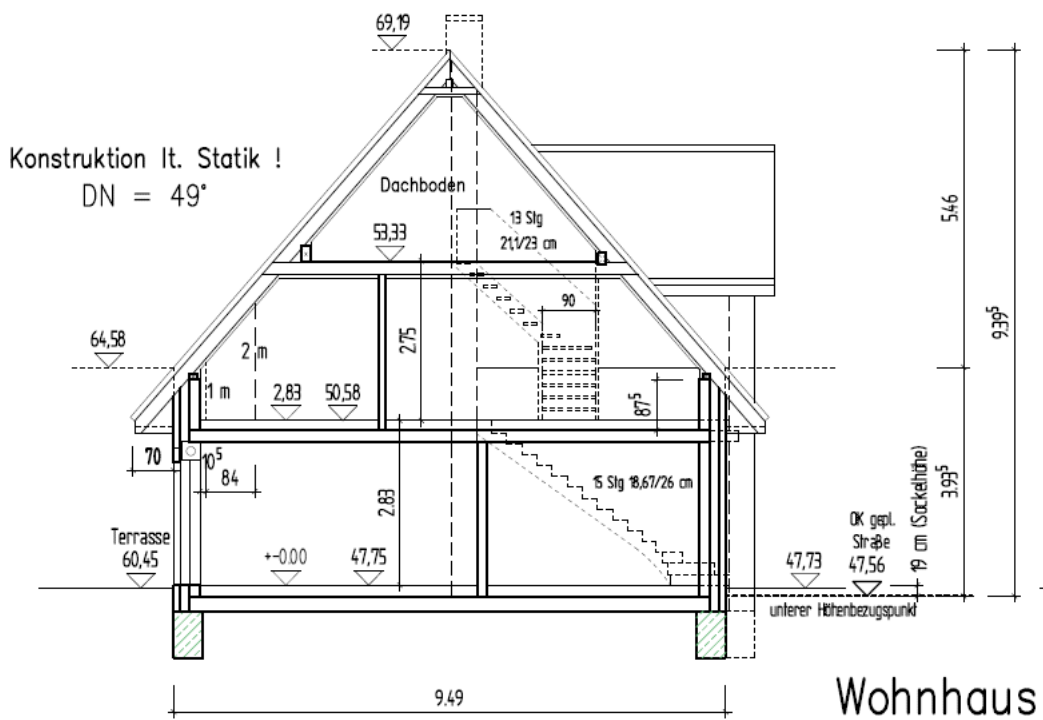 69,19
Konstruktion lt. Statik !
DN = 49°
Dachboden
13 Stg
21,1/23 cm
53,33
5.46
9.39⁵
90
2.75
64,58
2 m
1 m
2,83
50,58
87⁵
70
10⁵
84
2.83
15 Stg 18,67/26 cm
3.93⁵
19 cm (Sockelhöhe)
Terrasse
60,45
+-0.00
47,75
47,73
OK gepl.
Straße
47,56
unterer Höhenbezugspunkt
9.49
Wohnhaus